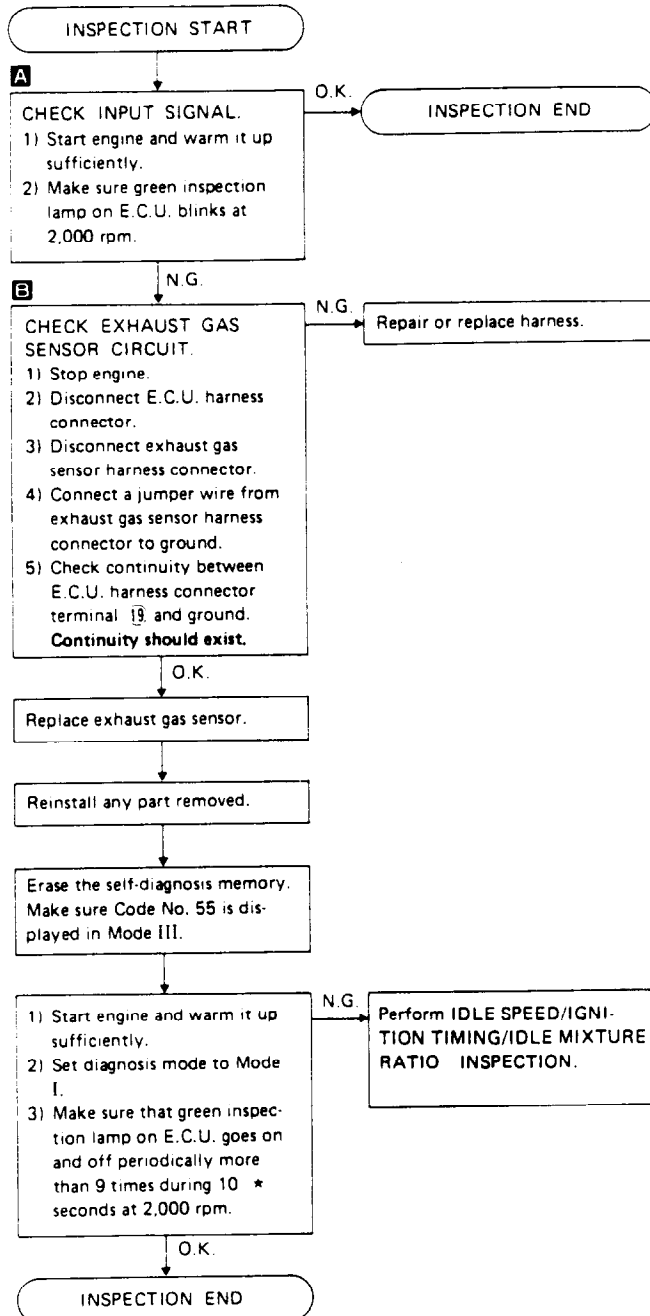 INSPECTION START
A
CHECK INPUT SIGNAL.
1) Start engine and warm it up
sufficiently.
2) Make sure green inspection
lamp on E.C.U. blinks at
2,000 rpm.
O.K.
INSPECTION END
N.G.
B
CHECK EXHAUST GAS
SENSOR CIRCUIT.
1) Stop engine.
2) Disconnect E.C.U. harness
connector.
3) Disconnect exhaust gas
sensor harness connector.
4) Connect a jumper wire from
exhaust gas sensor harness
connector to ground.
5) Check continuity between
E.C.U. harness connector
terminal 19 and ground.
Continuity should exist.
N.G.
Repair or replace harness.
O.K.
Replace exhaust gas sensor.
Reinstall any part removed.
Erase the self-diagnosis memory.
Make sure Code No. 55 is dis-
played in Mode III.
1) Start engine and warm it up
sufficiently.
2) Set diagnosis mode to Mode
I.
3) Make sure that green inspec-
tion lamp on E.C.U. goes on
and off periodically more
than 9 times during 10 *
seconds at 2,000 rpm.
N.G.
Perform IDLE SPEED/IGNI-
TION TIMING/IDLE MIXTURE
RATIO INSPECTION.
O.K.
INSPECTION END